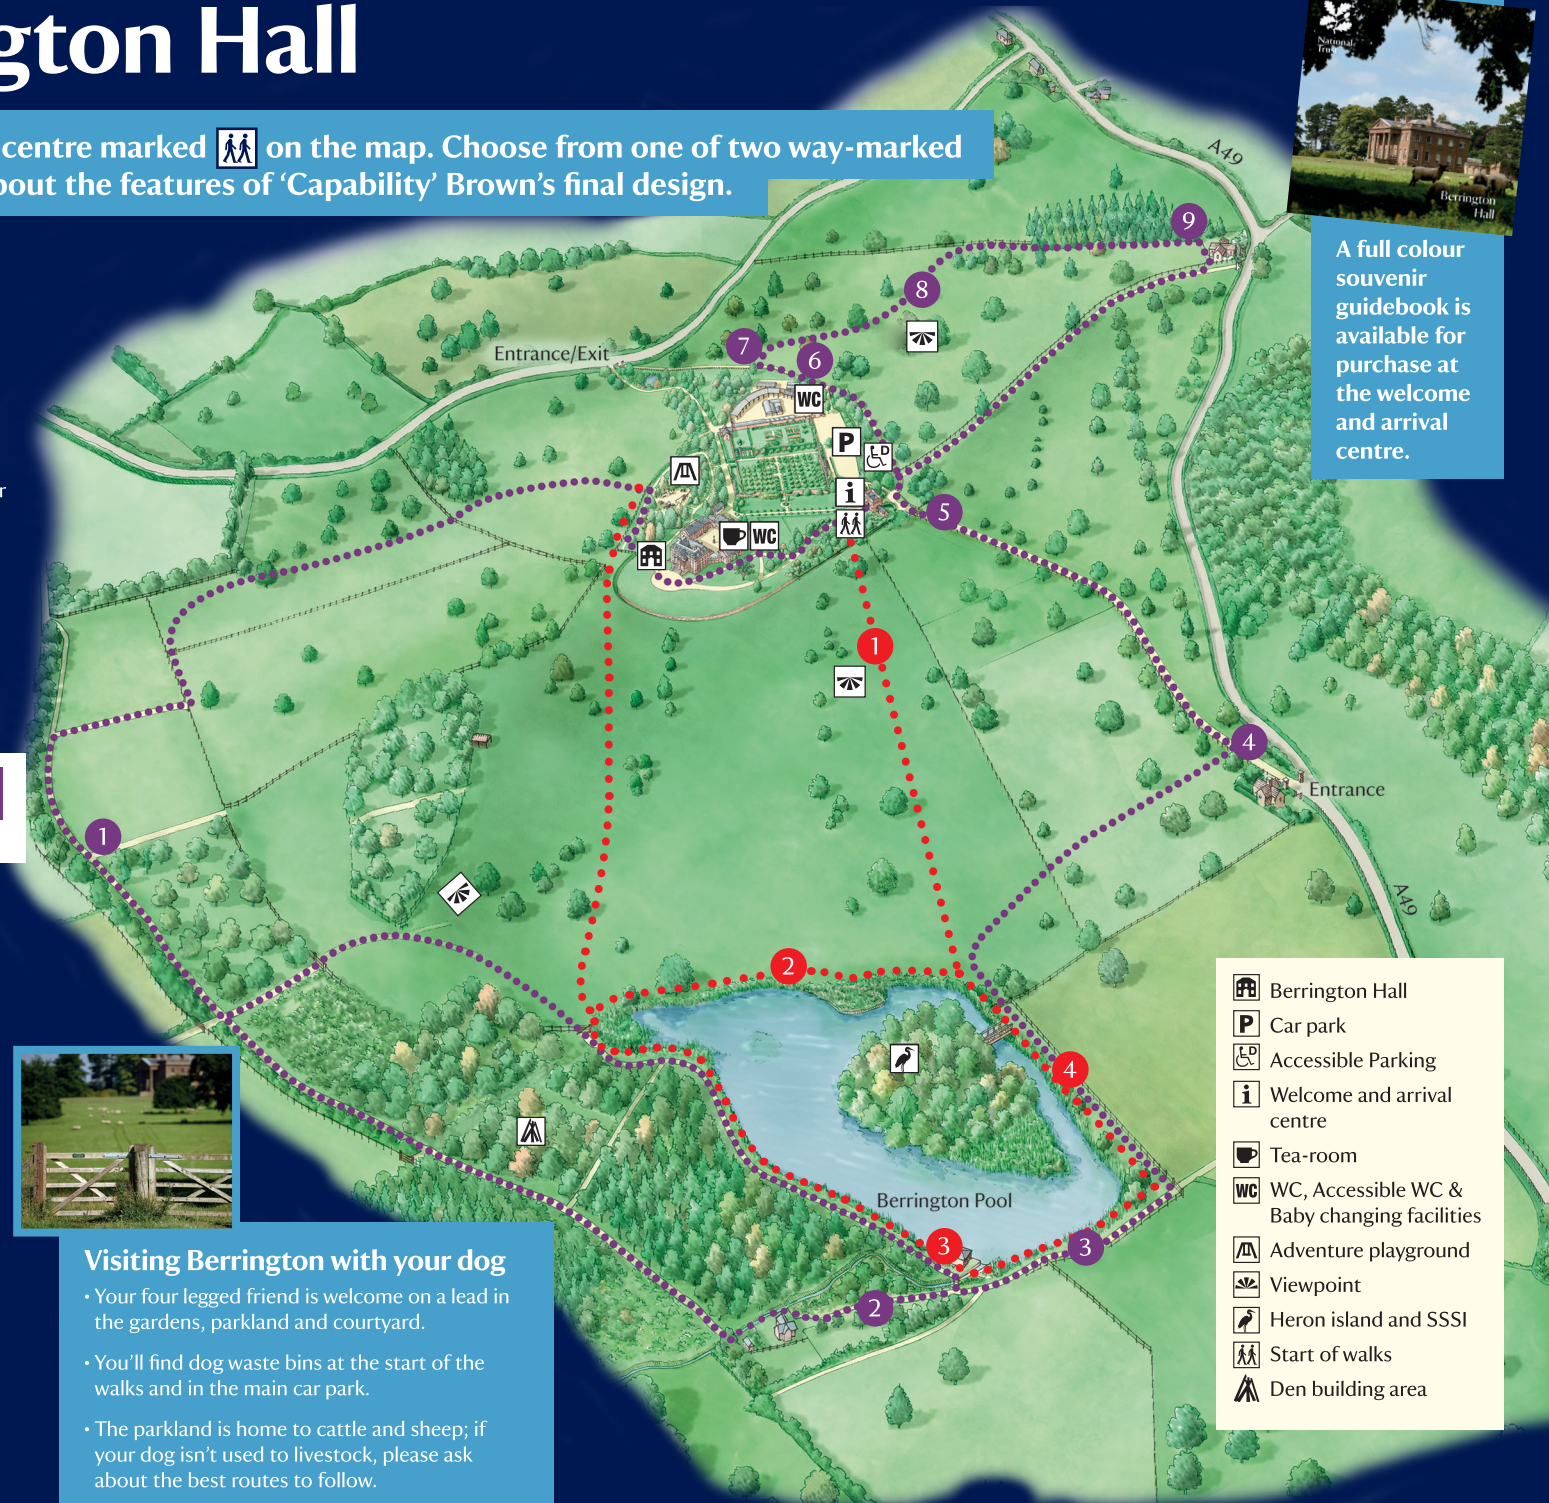 gton Hall
centre marked on the map. Choose from one of two way-marked
bout the features of ‘Capability’ Brown’s final design.
National
Trust
Berrington
Hall
A full colour
souvenir
guidebook is
available for
purchase at
the welcome
and arrival
centre.
A49
9
8
7
6
Entrance/Exit
WC
P
D
i
WC
5
r
1
4
Entrance
1
A49
2
4
Berrington Pool
3
3
2
Berrington Hall
P Car park
D Accessible Parking
i Welcome and arrival
centre
Tea-room
WC WC, Accessible WC &
Baby changing facilities
Adventure playground
Viewpoint
Heron island and SSSI
Start of walks
Den building area
Visiting Berrington with your dog
• Your four legged friend is welcome on a lead in
the gardens, parkland and courtyard.
• You’ll find dog waste bins at the start of the
walks and in the main car park.
• The parkland is home to cattle and sheep; if
your dog isn’t used to livestock, please ask
about the best routes to follow.